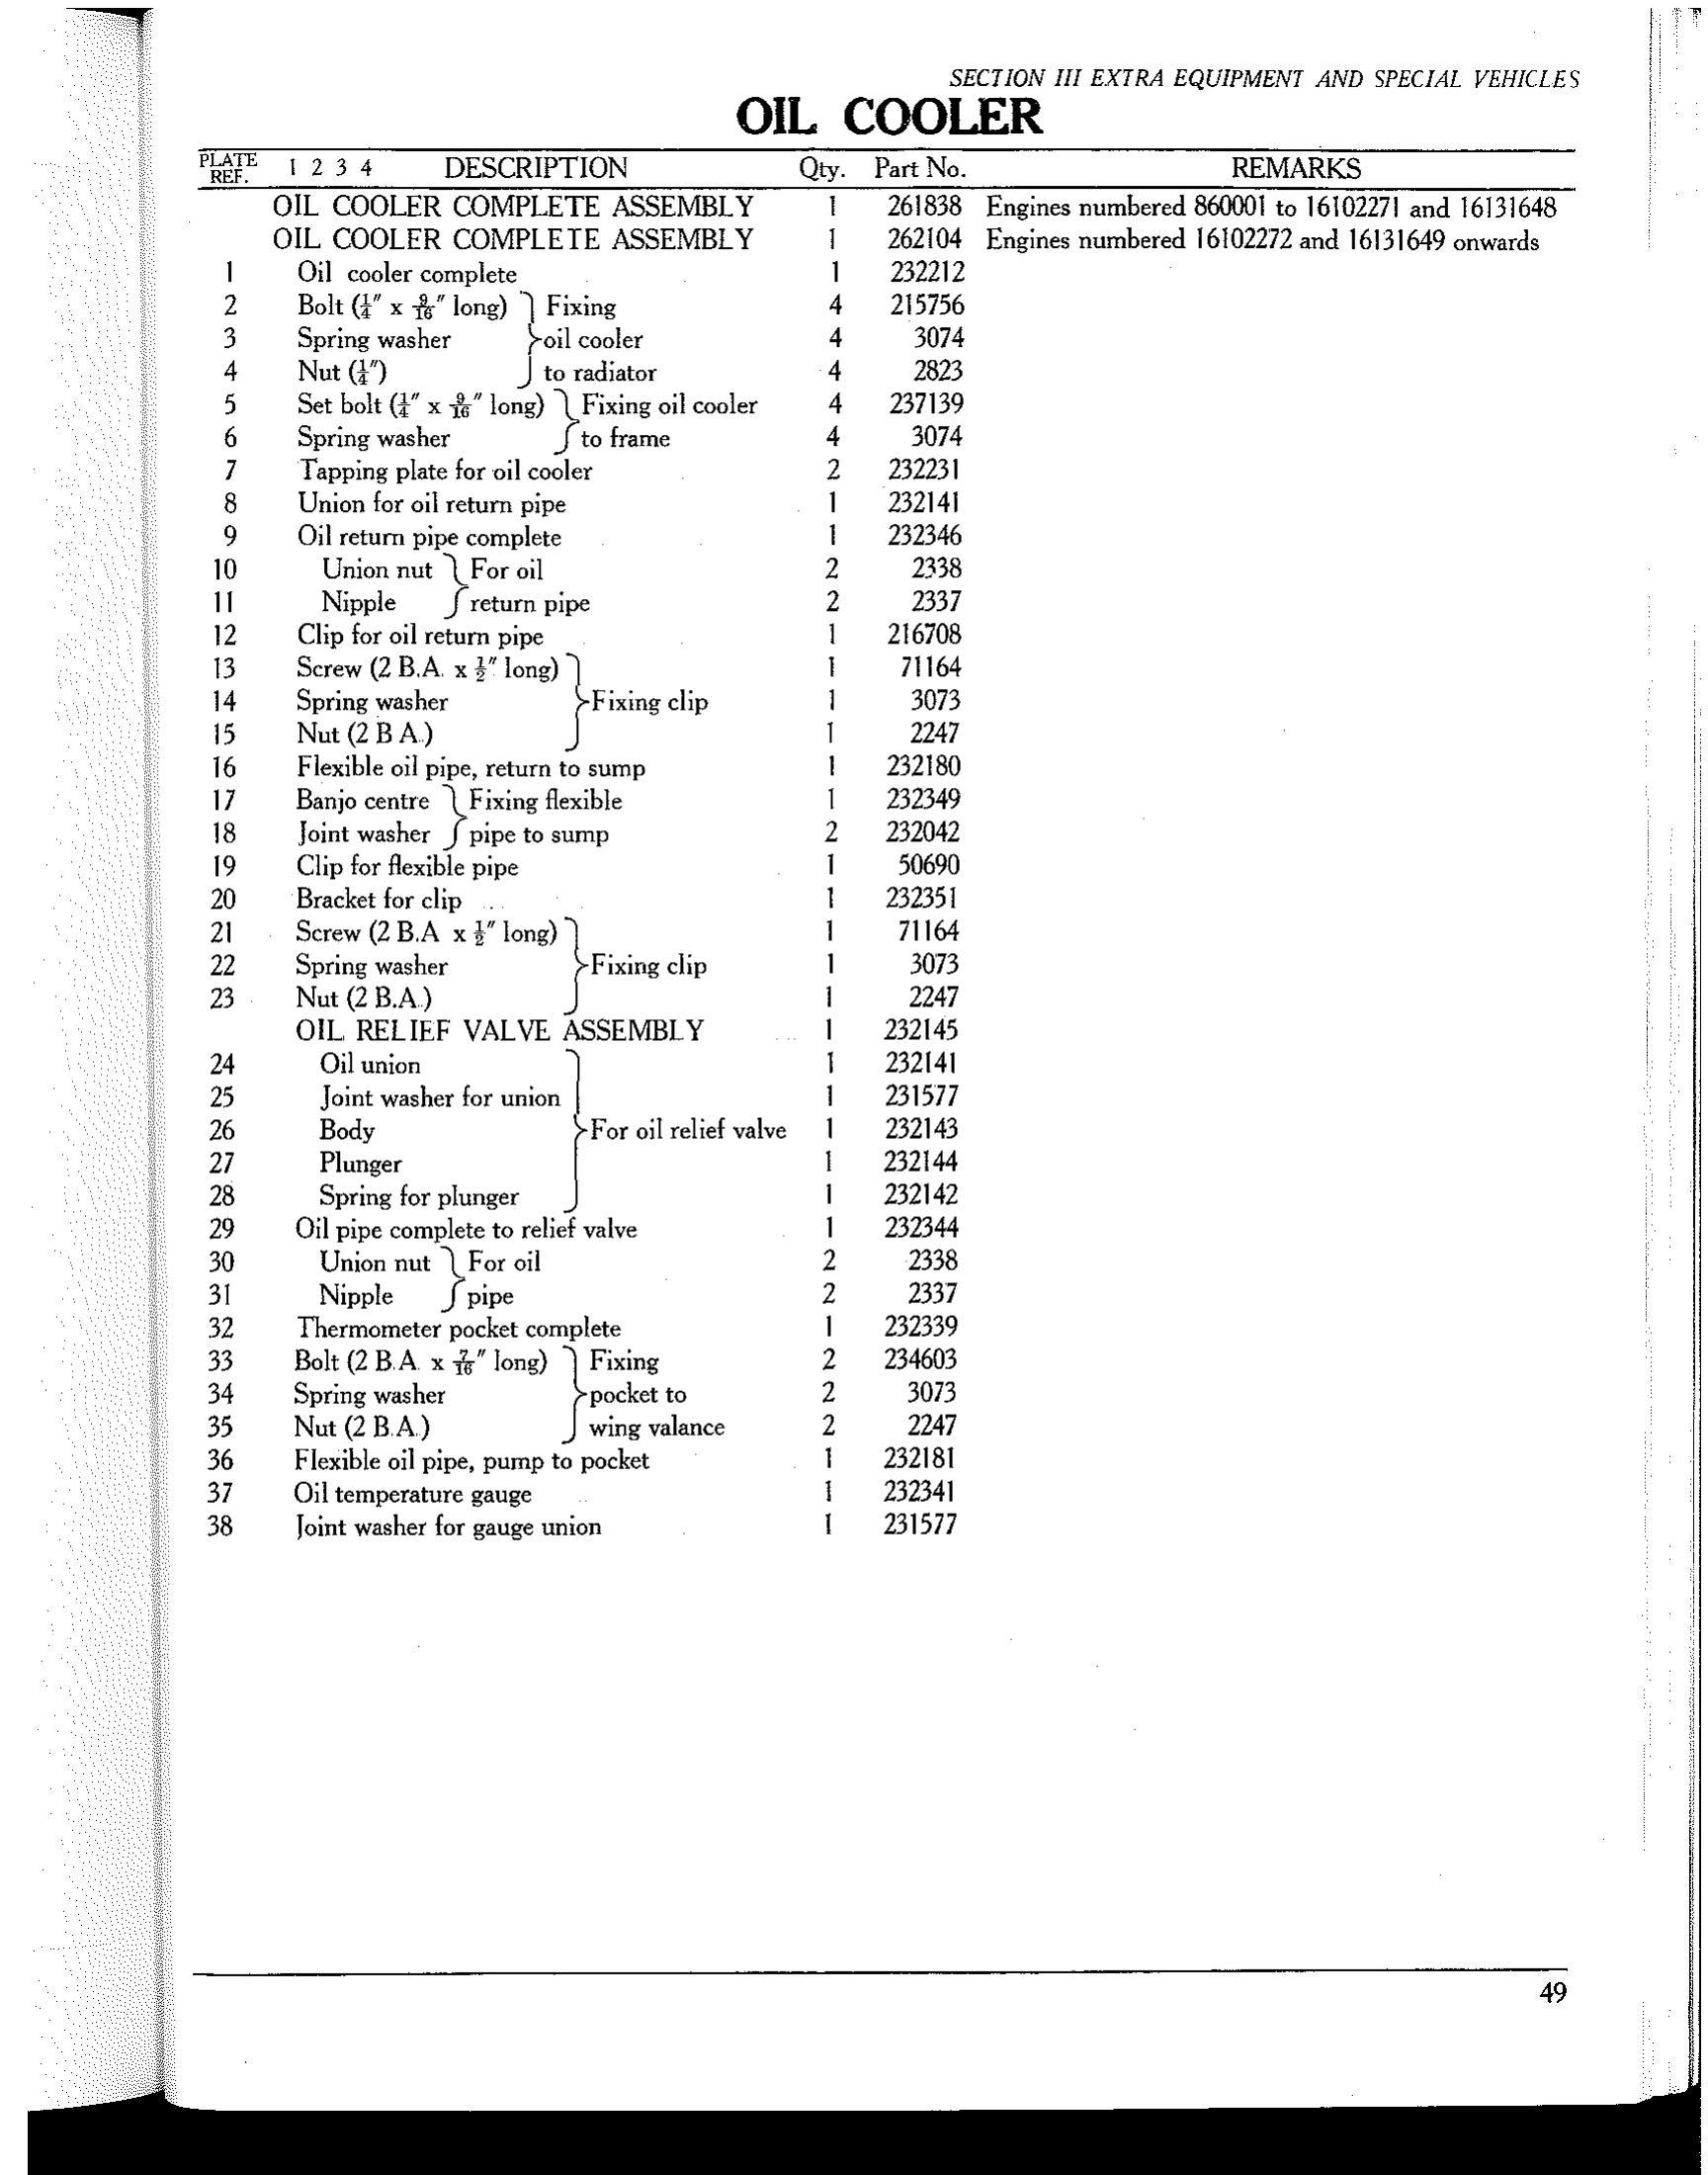 SECTION III EXTRA EQUIPMENT AND SPECIAL VEHICLES
OIL COOLER
PLATE REF. 1 2 3 4 DESCRIPTION Qty. Part No. REMARKS
OIL COOLER COMPLETE ASSEMBLY 1 261838 Engines numbered 860001 to 16102271 and 16131648
OIL COOLER COMPLETE ASSEMBLY 1 262104 Engines numbered 16102272 and 16131649 onwards
1 Oil cooler complete 1 232212
2 Bolt (¼″ x 9/16″ long) } Fixing 4 215756
3 Spring washer } oil cooler 4 3074
4 Nut (¼″) } to radiator 4 2823
5 Set bolt (¼″ x 9/16″ long) } Fixing oil cooler 4 237139
6 Spring washer } to frame 4 3074
7 Tapping plate for oil cooler 2 232231
8 Union for oil return pipe 1 232141
9 Oil return pipe complete 1 232346
10 Union nut } For oil 2 2338
11 Nipple } return pipe 2 2337
12 Clip for oil return pipe 1 216708
13 Screw (2 B.A. x ½″ long) 1 71164
14 Spring washer } Fixing clip 1 3073
15 Nut (2 B A.) 1 2247
16 Flexible oil pipe, return to sump 1 232180
17 Banjo centre } Fixing flexible 1 232349
18 Joint washer } pipe to sump 2 232042
19 Clip for flexible pipe 1 50690
20 Bracket for clip 1 232351
21 Screw (2 B.A x ½″ long) 1 71164
22 Spring washer } Fixing clip 1 3073
23 Nut (2 B.A.) 1 2247
OIL RELIEF VALVE ASSEMBLY 1 232145
24 Oil union 1 232141
25 Joint washer for union 1 231577
26 Body } For oil relief valve 1 232143
27 Plunger 1 232144
28 Spring for plunger 1 232142
29 Oil pipe complete to relief valve 1 232344
30 Union nut } For oil 2 2338
31 Nipple } pipe 2 2337
32 Thermometer pocket complete 1 232339
33 Bolt (2 B.A. x 7/16″ long) } Fixing 2 234603
34 Spring washer } pocket to 2 3073
35 Nut (2 B.A.) } wing valance 2 2247
36 Flexible oil pipe, pump to pocket 1 232181
37 Oil temperature gauge 1 232341
38 Joint washer for gauge union 1 231577
49